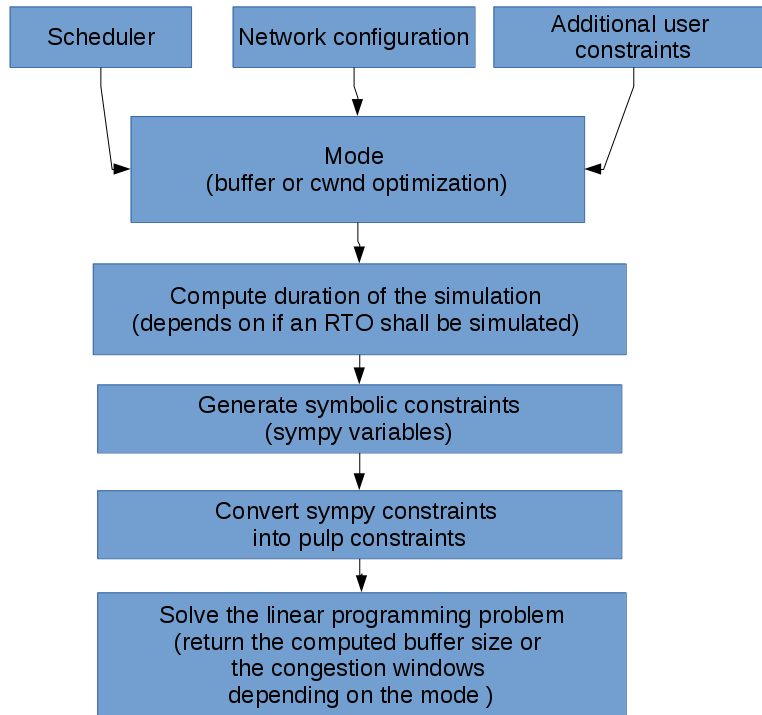 Scheduler
Network configuration
Additional user
constraints
Mode
(buffer or cwnd optimization)
Compute duration of the simulation
(depends on if an RTO shall be simulated)
Generate symbolic constraints
(sympy variables)
Convert sympy constraints
into pulp constraints
Solve the linear programming problem
(return the computed buffer size or
the congestion windows
depending on the mode )